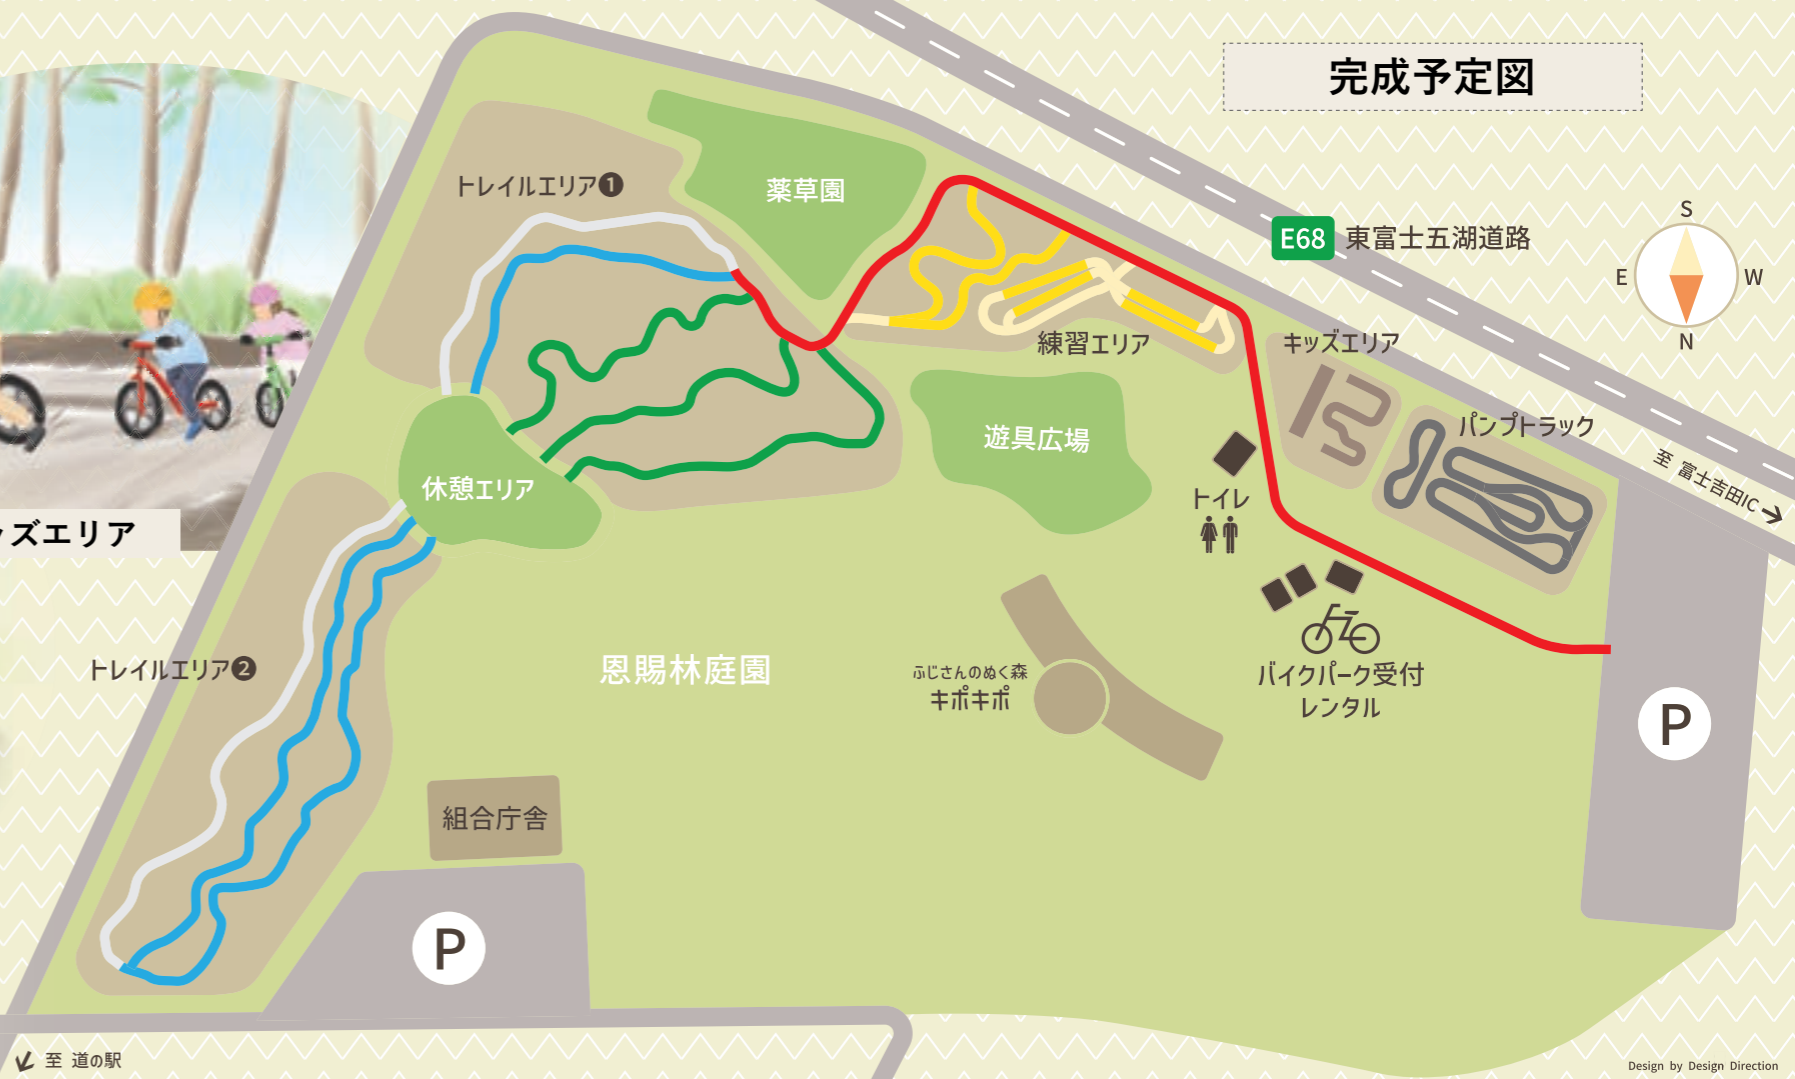 完成予定図
トレイルエリア❶
薬草園
S
E W
N
E68 東富士五湖道路
練習エリア
キッズエリア
パンプトラック
遊具広場
至 富士吉田IC
休憩エリア
トイレ
ッズエリア
トレイルエリア❷
恩賜林庭園
ふじさんのぬく森
キポキポ
バイクパーク受付
レンタル
P
組合庁舎
P
至 道の駅
Design by Design Direction